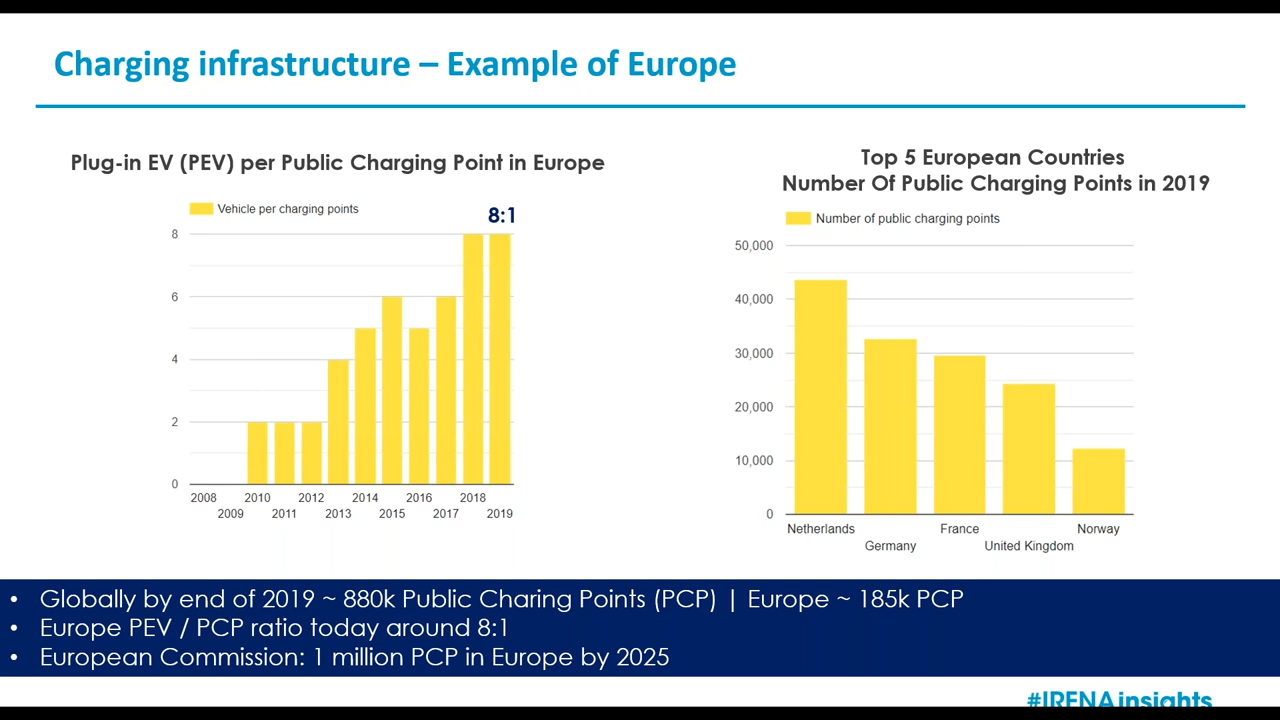 Charging infrastructure – Example of Europe
Plug-in EV (PEV) per Public Charging Point in Europe
Vehicle per charging points
8:1
8
6
4
2
0
2008
2010
2012
2014
2016
2018
2009
2011
2013
2015
2017
2019
Top 5 European Countries
Number Of Public Charging Points in 2019
Number of public charging points
50,000
40,000
30,000
20,000
10,000
0
Netherlands
France
Norway
Germany
United Kingdom
• Globally by end of 2019 ~ 880k Public Charing Points (PCP) | Europe ~ 185k PCP
• Europe PEV / PCP ratio today around 8:1
• European Commission: 1 million PCP in Europe by 2025
#IRENAinsights